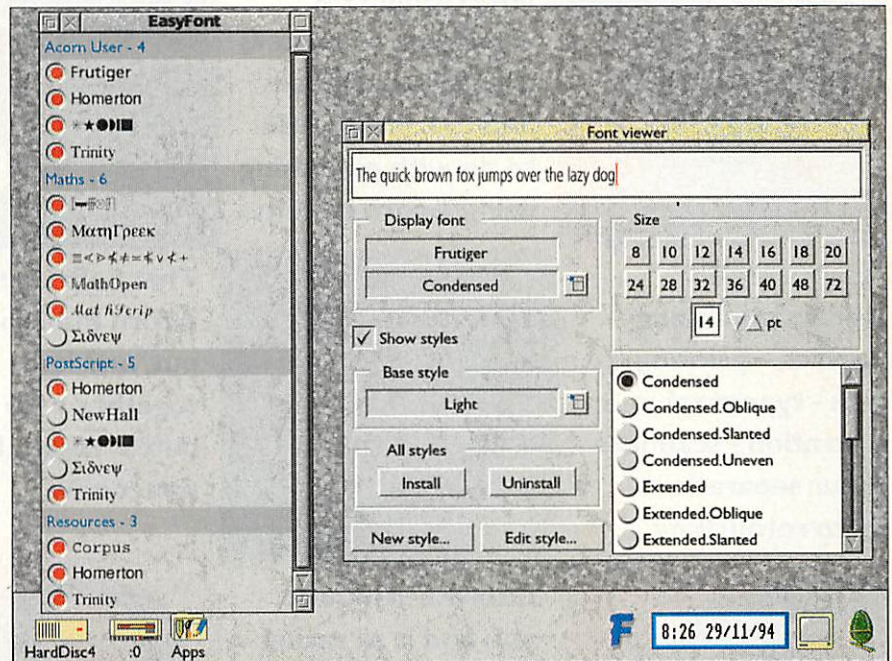 EasyFont
Acorn User - 4
Frutiger
Homerton
Trinity
Maths - 6
ΜατηΓρεεκ
MathOpen
Σιδνεψ
PostScript - 5
Homerton
NewHall
Σιδνεψ
Trinity
Resources - 3
Corpus
Homerton
Trinity
Font viewer
The quick brown fox jumps over the lazy dog
Display font
Frutiger
Condensed
Size
8 10 12 14 16 18 20
24 28 32 36 40 48 72
14 pt
Show styles
Base style
Light
All styles
Install Uninstall
New style... Edit style...
Condensed
Condensed.Oblique
Condensed.Slanted
Condensed.Uneven
Extended
Extended.Oblique
Extended.Slanted
HardDisc4 :0 Apps
8:26 29/11/94